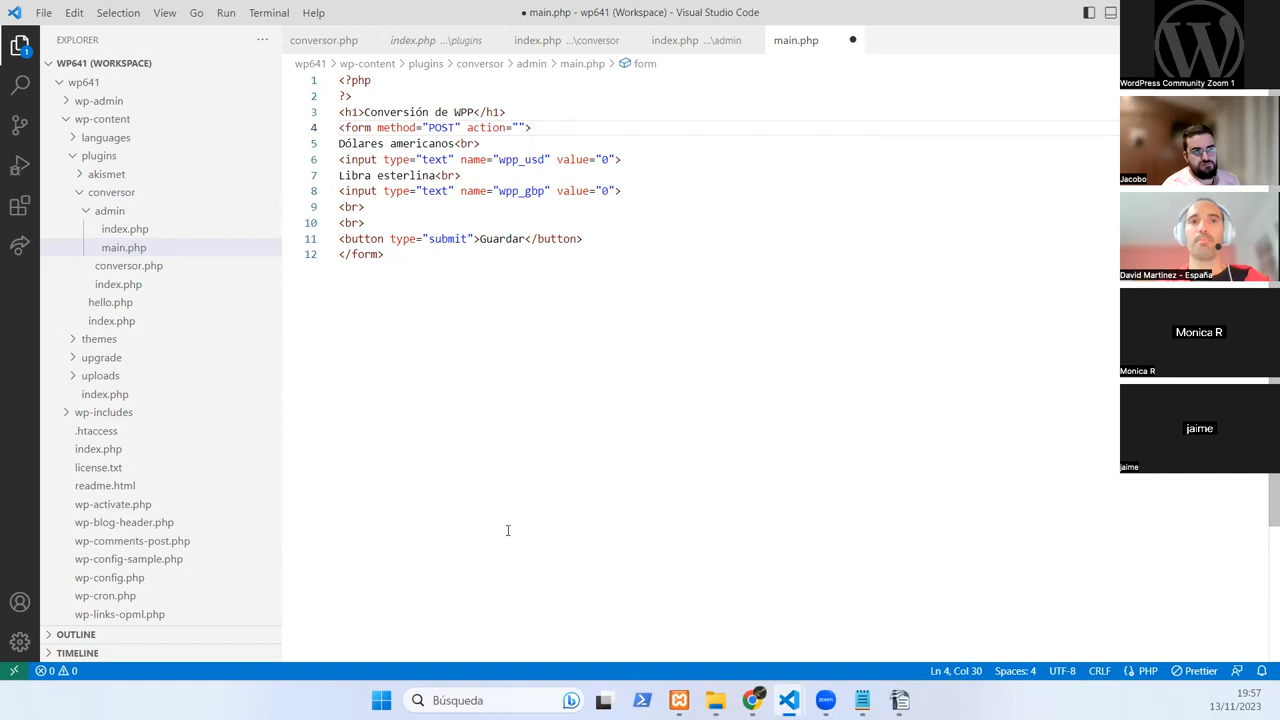 File Edit Selection View Go Run Terminal Help
● main.php - wp641 (Workspace) - Visual Studio Code
EXPLORER
WP641 (WORKSPACE)
wp641
wp-admin
wp-content
languages
plugins
akismet
conversor
admin
index.php
main.php
conversor.php
index.php
hello.php
index.php
themes
upgrade
uploads
index.php
wp-includes
.htaccess
index.php
license.txt
readme.html
wp-activate.php
wp-blog-header.php
wp-comments-post.php
wp-config-sample.php
wp-config.php
wp-cron.php
wp-links-opml.php
OUTLINE
TIMELINE
conversor.php index.php ...\plugins index.php ...\conversor index.php ...\admin main.php
wp641 > wp-content > plugins > conversor > admin > main.php > form
1 <?php
2 ?>
3 <h1>Conversión de WPP</h1>
4 <form method="POST" action="">
5 Dólares americanos<br>
6 <input type="text" name="wpp_usd" value="0">
7 Libra esterlina<br>
8 <input type="text" name="wpp_gbp" value="0">
9 <br>
10 <br>
11 <button type="submit">Guardar</button>
12 </form>
WordPress Community Zoom 1
Jacobo
David Martínez - España
Monica R
Monica R
jaime
jaime
0 0 Ln 4, Col 30 Spaces: 4 UTF-8 CRLF PHP Prettier
Búsqueda
zoom
19:57
13/11/2023
1